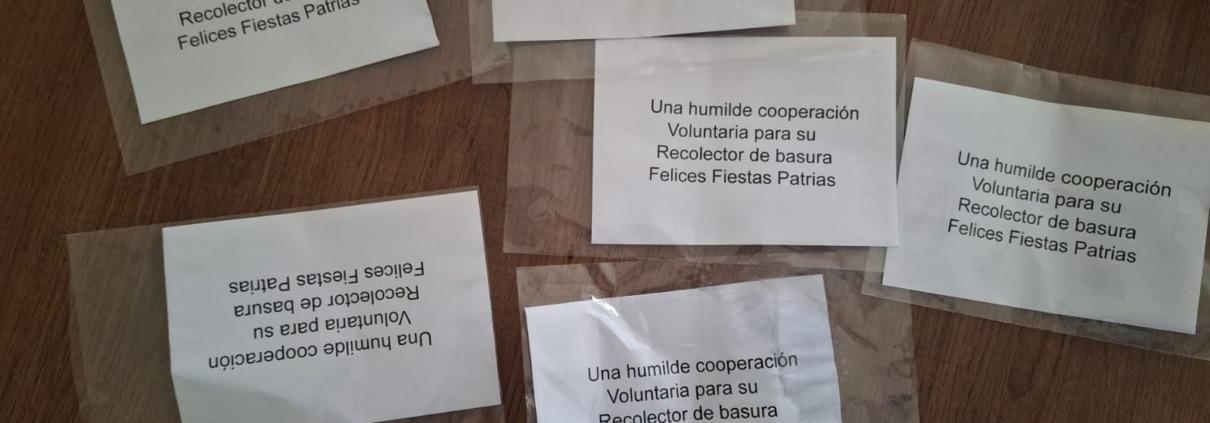 Recolector
Felices Fiestas Patrias
Una humilde cooperación
Voluntaria para su
Recolector de basura
Felices Fiestas Patrias
Una humilde cooperación
Voluntaria para su
Recolector de basura
Felices Fiestas Patrias
Una humilde cooperación
Voluntaria para su
Recolector de basura
Felices Fiestas Patrias
Una humilde cooperación
Voluntaria para su
Recolector de basura